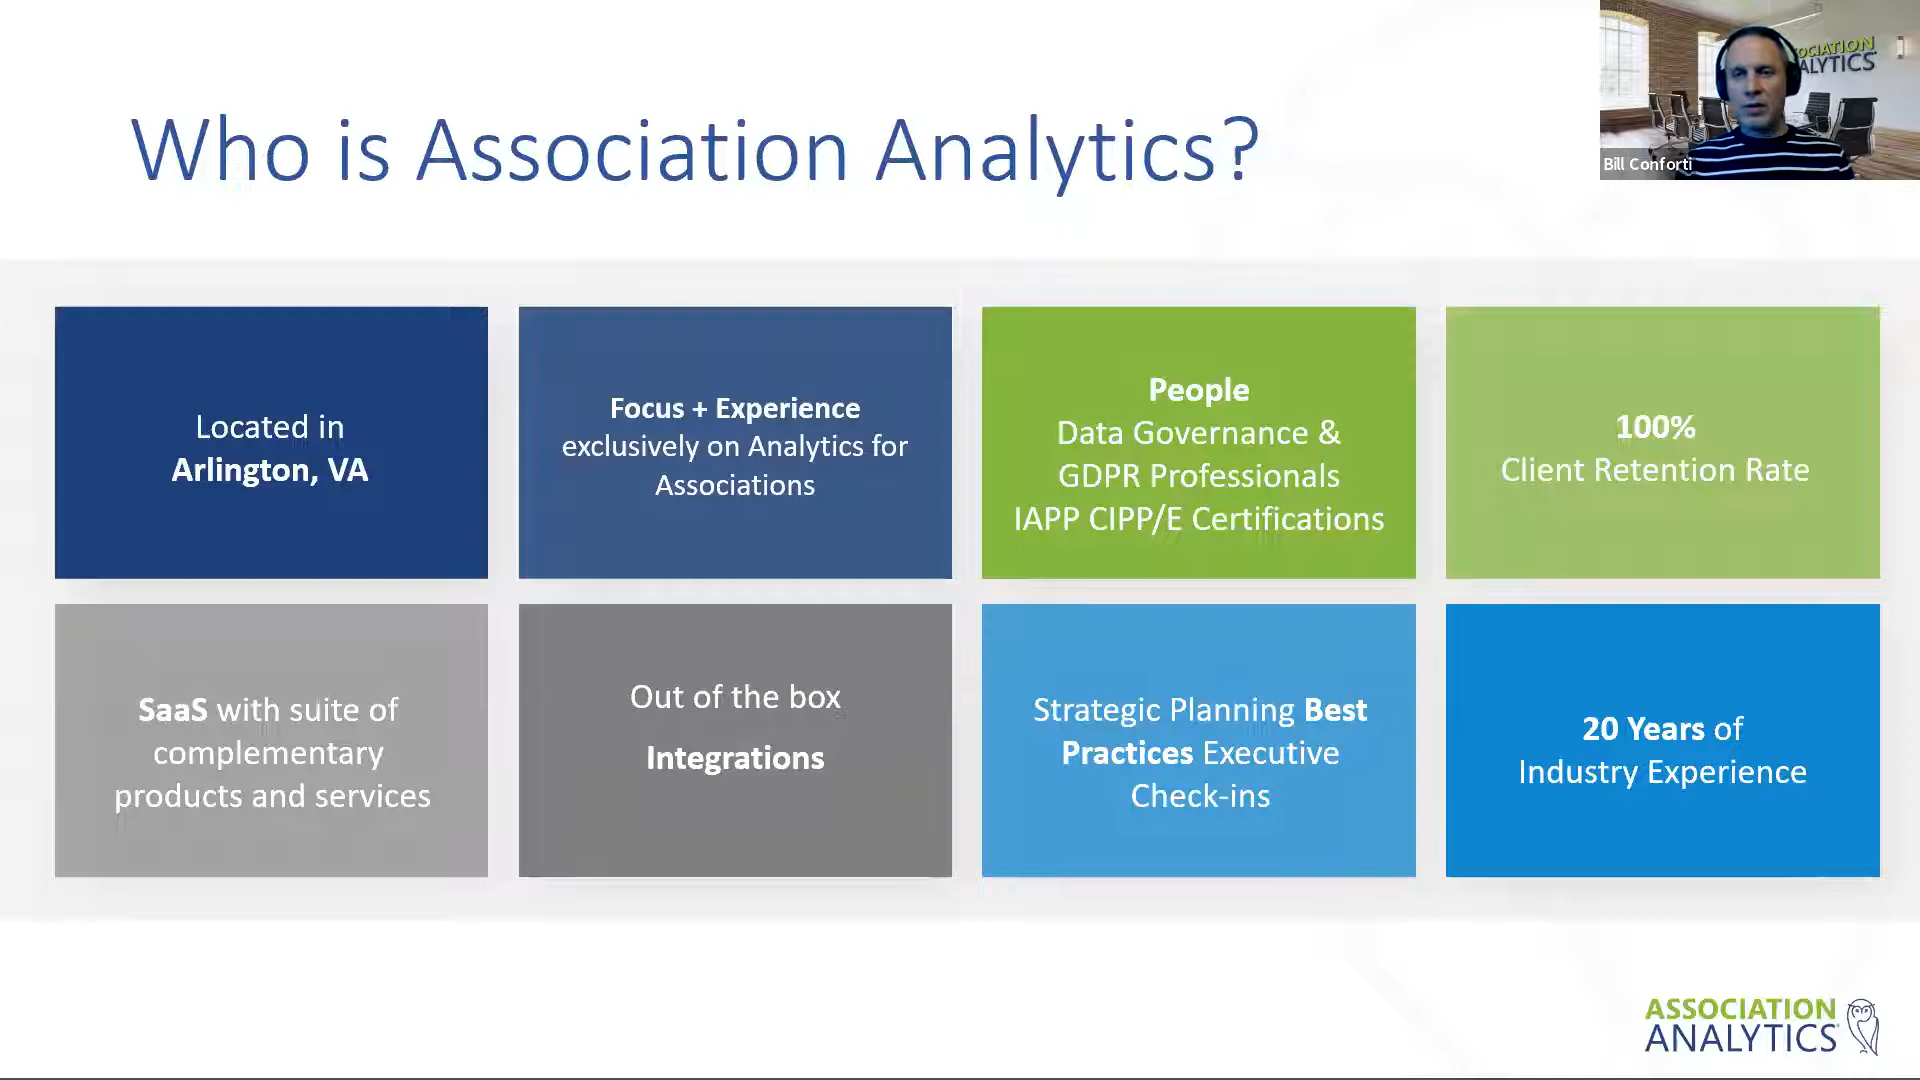 Who is Association Analytics?
OCIATION
ALYTICS
Bill Conforti
Located in
Arlington, VA
Focus + Experience
exclusively on Analytics for
Associations
People
Data Governance &
GDPR Professionals
IAPP CIPP/E Certifications
100%
Client Retention Rate
SaaS with suite of
complementary
products and services
Out of the box
Integrations
Strategic Planning Best
Practices Executive
Check-ins
20 Years of
Industry Experience
ASSOCIATION
ANALYTICS